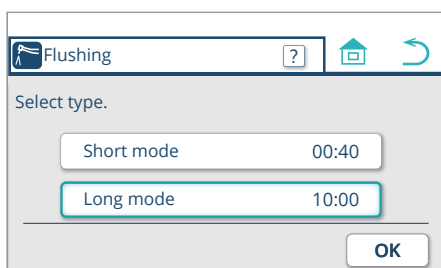 Flushing ?
Select type.
Short mode 00:40
Long mode 10:00
OK